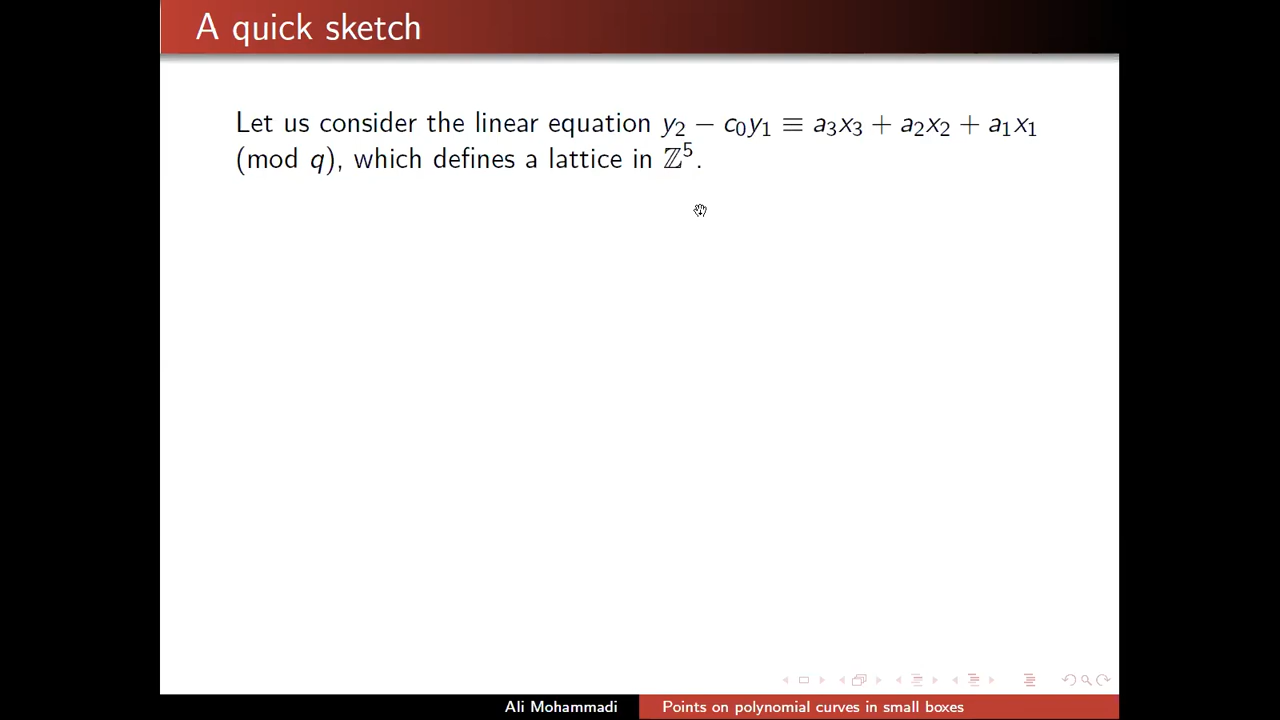 A quick sketch
Let us consider the linear equation y₂ − c₀y₁ ≡ a₃x₃ + a₂x₂ + a₁x₁
(mod q), which defines a lattice in ℤ⁵.
Ali Mohammadi
Points on polynomial curves in small boxes